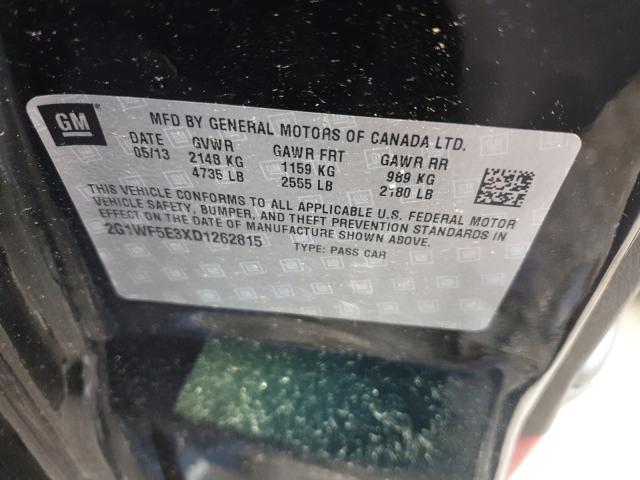 GM
MFD BY GENERAL MOTORS OF CANADA LTD.
DATE GVWR GAWR FRT GAWR RR
05/13 2148 KG 1159 KG 989 KG
4735 LB 2555 LB 2180 LB
THIS VEHICLE CONFORMS TO ALL APPLICABLE U.S. FEDERAL MOTOR
VEHICLE SAFETY, BUMPER, AND THEFT PREVENTION STANDARDS IN
EFFECT ON THE DATE OF MANUFACTURE SHOWN ABOVE.
2G1WF5E3XD1262815
TYPE: PASS CAR